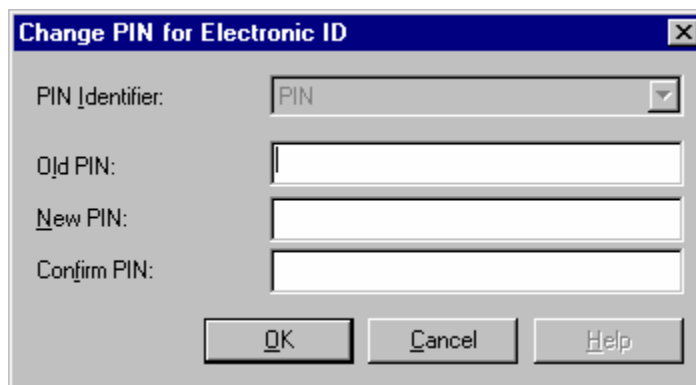 Change PIN for Electronic ID
PIN Identifier: PIN
Old PIN:
New PIN:
Confirm PIN:
OK Cancel Help